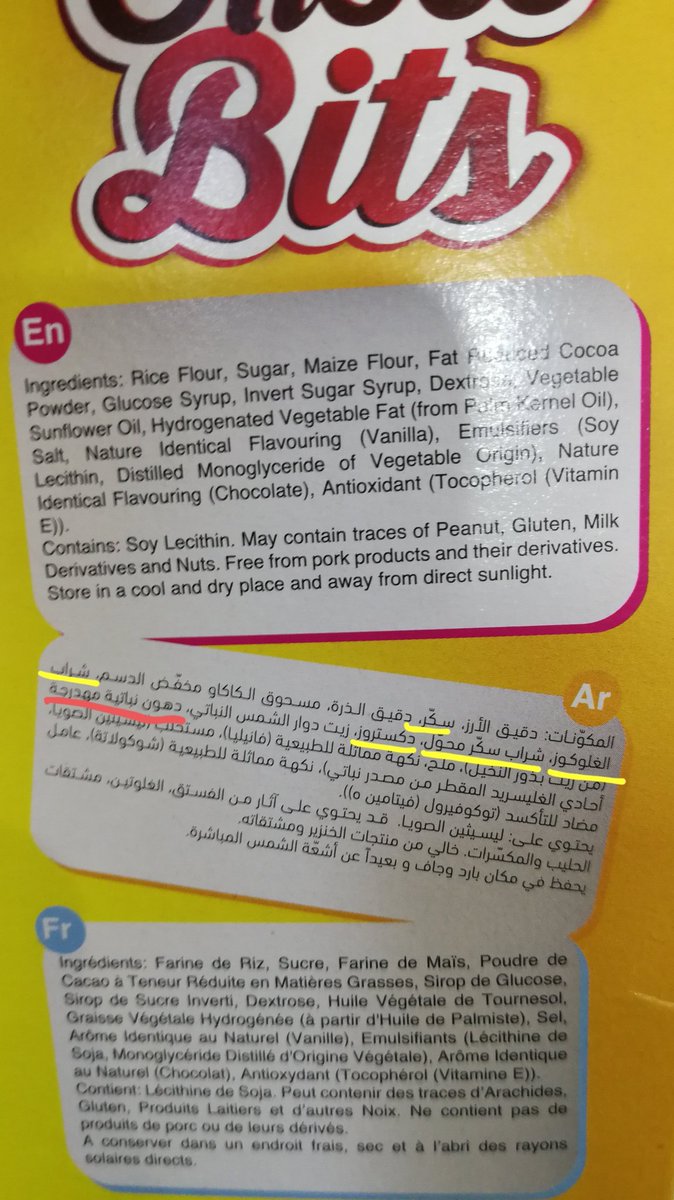 Bits
En
Ingredients: Rice Flour, Sugar, Maize Flour, Fat Reduced Cocoa
Powder, Glucose Syrup, Invert Sugar Syrup, Dextrose, Vegetable
Sunflower Oil, Hydrogenated Vegetable Fat (from Palm Kernel Oil),
Salt, Nature Identical Flavouring (Vanilla), Emulsifiers (Soy
Lecithin, Distilled Monoglyceride of Vegetable Origin), Nature
Identical Flavouring (Chocolate), Antioxidant (Tocopherol (Vitamin
E)).
Contains: Soy Lecithin. May contain traces of Peanut, Gluten, Milk
Derivatives and Nuts. Free from pork products and their derivatives.
Store in a cool and dry place and away from direct sunlight.
Ar
المكوّنات: دقيق الأرز، سكّر، دقيق الذرة، مسحوق الكاكاو مخفّض الدسم، شراب
الغلوكوز، شراب سكّر محوّل، دكستروز، زيت دوار الشمس النباتي، دهون نباتية مهدرجة
(من زيت بذور النخيل)، ملح، نكهة مماثلة للطبيعية (فانيليا)، مستحلب (ليسيثين الصويا،
أحادي الغليسريد المقطر من مصدر نباتي)، نكهة مماثلة للطبيعية (شوكولاتة)، عامل
مضاد للتأكسد (توكوفيرول (فيتامين ه)).
يحتوي على: ليسيثين الصويا. قد يحتوي على آثار من الفستق، الغلوتين، مشتقات
الحليب والمكسّرات. خالي من منتجات الخنزير ومشتقاته.
يحفظ في مكان بارد وجاف و بعيداً عن أشعّة الشمس المباشرة.
Fr
Ingrédients: Farine de Riz, Sucre, Farine de Maïs, Poudre de
Cacao à Teneur Réduite en Matières Grasses, Sirop de Glucose,
Sirop de Sucre Inverti, Dextrose, Huile Végétale de Tournesol,
Graisse Végétale Hydrogénée (à partir d'Huile de Palmiste), Sel,
Arôme Identique au Naturel (Vanille), Emulsifiants (Lécithine de
Soja, Monoglycéride Distillé d'Origine Végétale), Arôme Identique
au Naturel (Chocolat), Antioxydant (Tocophérol (Vitamine E)).
Contient: Lécithine de Soja. Peut contenir des traces d'Arachides,
Gluten, Produits Laitiers et d'autres Noix. Ne contient pas de
produits de porc ou de leurs dérivés.
A conserver dans un endroit frais, sec et à l'abri des rayons
solaires directs.